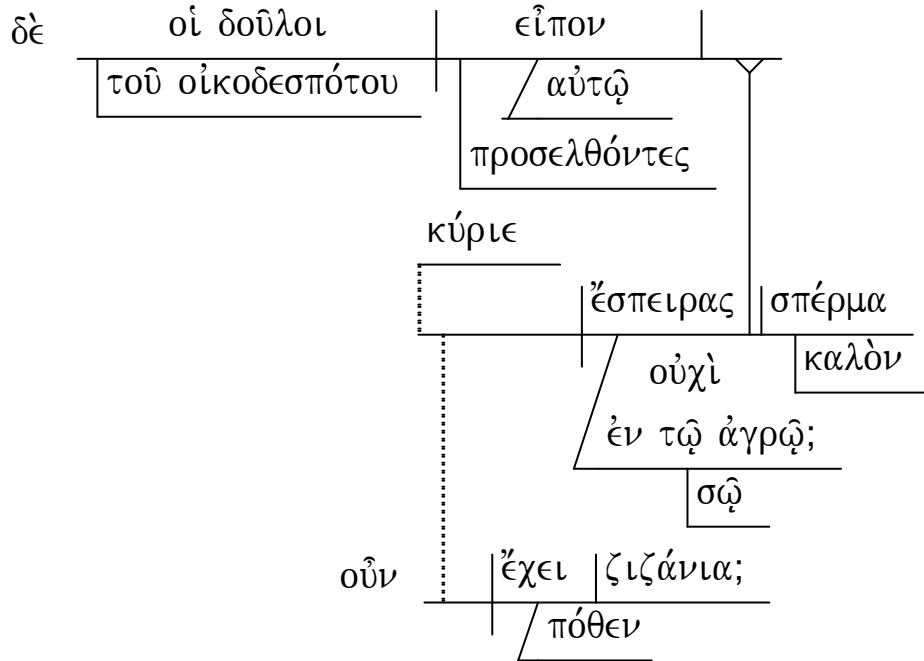 δὲ οἱ δοῦλοι εἶπον
τοῦ οἰκοδεσπότου αὐτῷ
προσελθόντες
κύριε
ἔσπειρας σπέρμα
οὐχὶ καλὸν
ἐν τῷ ἀγρῷ;
σῷ
οὖν ἔχει ζιζάνια;
πόθεν